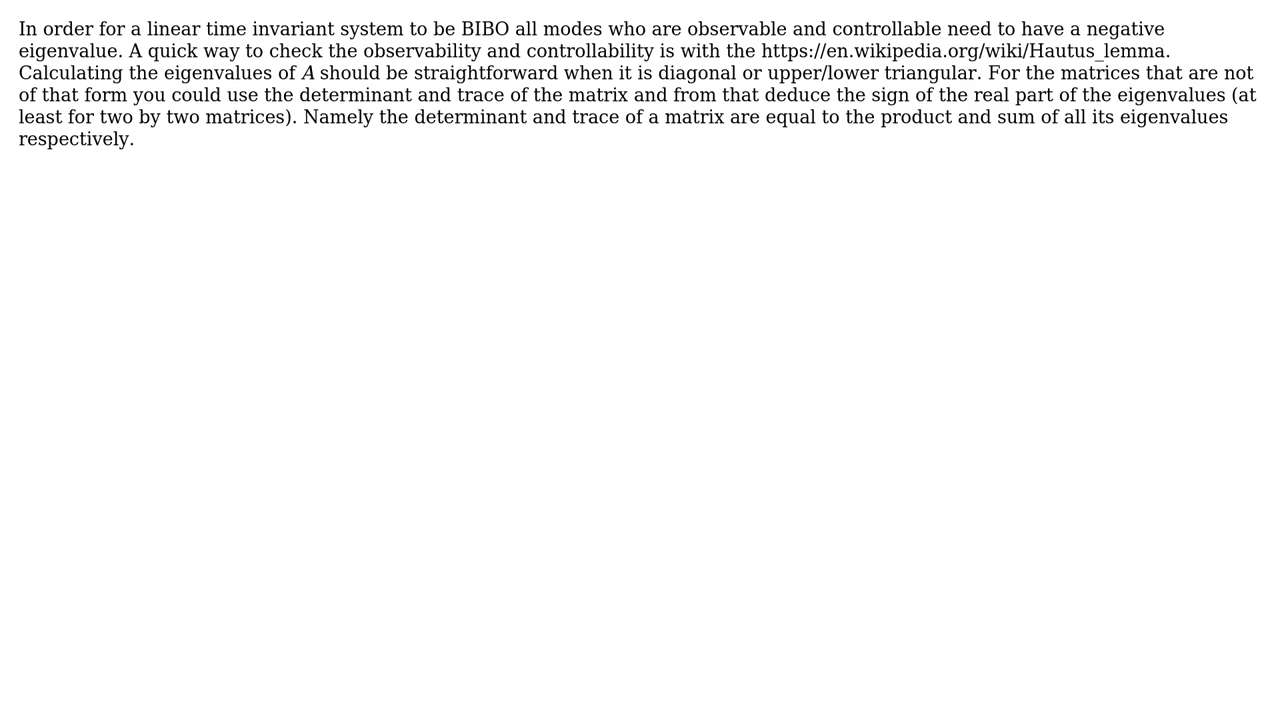 In order for a linear time invariant system to be BIBO all modes who are observable and controllable need to have a negative
eigenvalue. A quick way to check the observability and controllability is with the https://en.wikipedia.org/wiki/Hautus_lemma.
Calculating the eigenvalues of A should be straightforward when it is diagonal or upper/lower triangular. For the matrices that are not
of that form you could use the determinant and trace of the matrix and from that deduce the sign of the real part of the eigenvalues (at
least for two by two matrices). Namely the determinant and trace of a matrix are equal to the product and sum of all its eigenvalues
respectively.